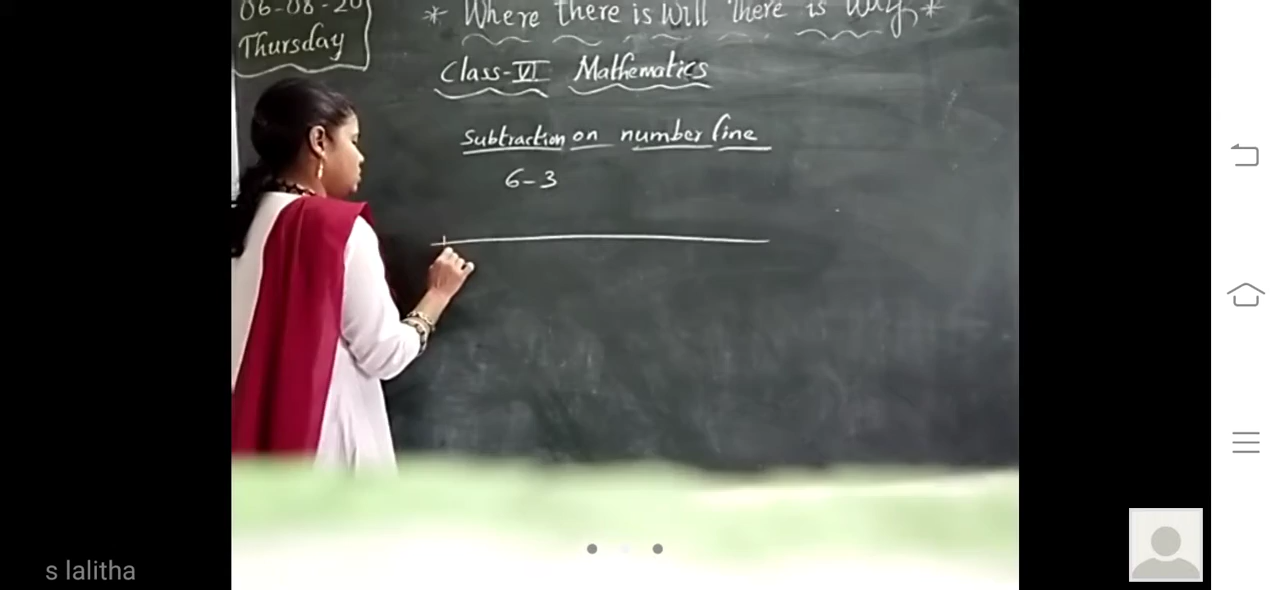 06-08-20
Thursday
* Where there is will there is way *
Class-VI Mathematics
Subtraction on number line
6-3
s lalitha